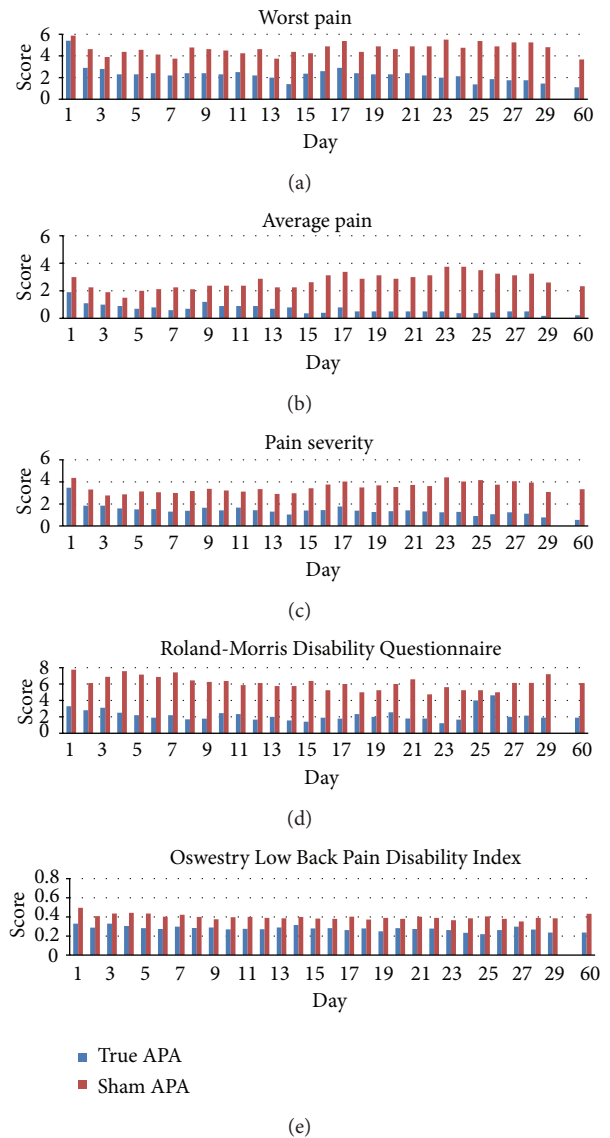 Worst pain
Score
6
4
2
0
1 3 5 7 9 11 13 15 17 19 21 23 25 27 29 60
Day
(a)
Average pain
Score
6
4
2
0
1 3 5 7 9 11 13 15 17 19 21 23 25 27 29 60
(b)
Pain severity
Score
6
4
2
0
1 3 5 7 9 11 13 15 17 19 21 23 25 27 29 60
(c)
Roland-Morris Disability Questionnaire
Score
8
6
4
2
0
1 3 5 7 9 11 13 15 17 19 21 23 25 27 29 60
(d)
Oswestry Low Back Pain Disability Index
Score
0.8
0.6
0.4
0.2
0
1 3 5 7 9 11 13 15 17 19 21 23 25 27 29 60
Day
True APA
Sham APA
(e)